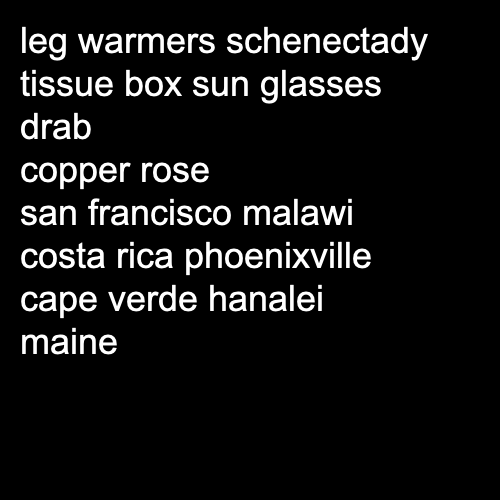 leg warmers schenectady
tissue box sun glasses
drab
copper rose
san francisco malawi
costa rica phoenixville
cape verde hanalei
maine